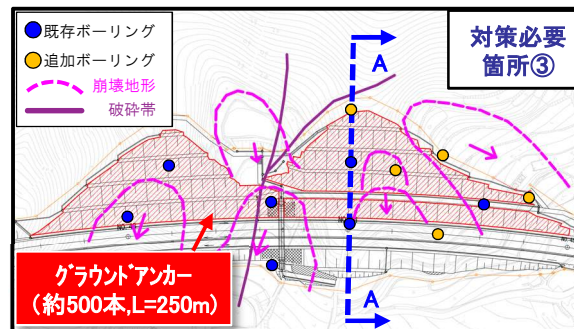 既存ボーリング
追加ボーリング
崩壊地形
破砕帯
対策必要
箇所③
A
A
グラウンドアンカー
（約500本,L=250m）